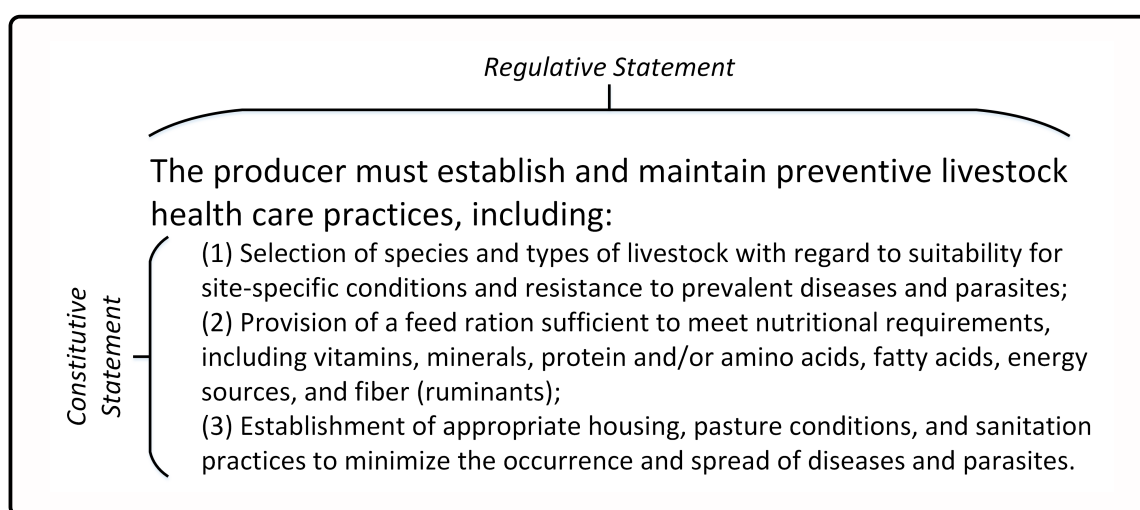 Regulative Statement
The producer must establish and maintain preventive livestock
health care practices, including:
Constitutive
Statement
(1) Selection of species and types of livestock with regard to suitability for
site-specific conditions and resistance to prevalent diseases and parasites;
(2) Provision of a feed ration sufficient to meet nutritional requirements,
including vitamins, minerals, protein and/or amino acids, fatty acids, energy
sources, and fiber (ruminants);
(3) Establishment of appropriate housing, pasture conditions, and sanitation
practices to minimize the occurrence and spread of diseases and parasites.